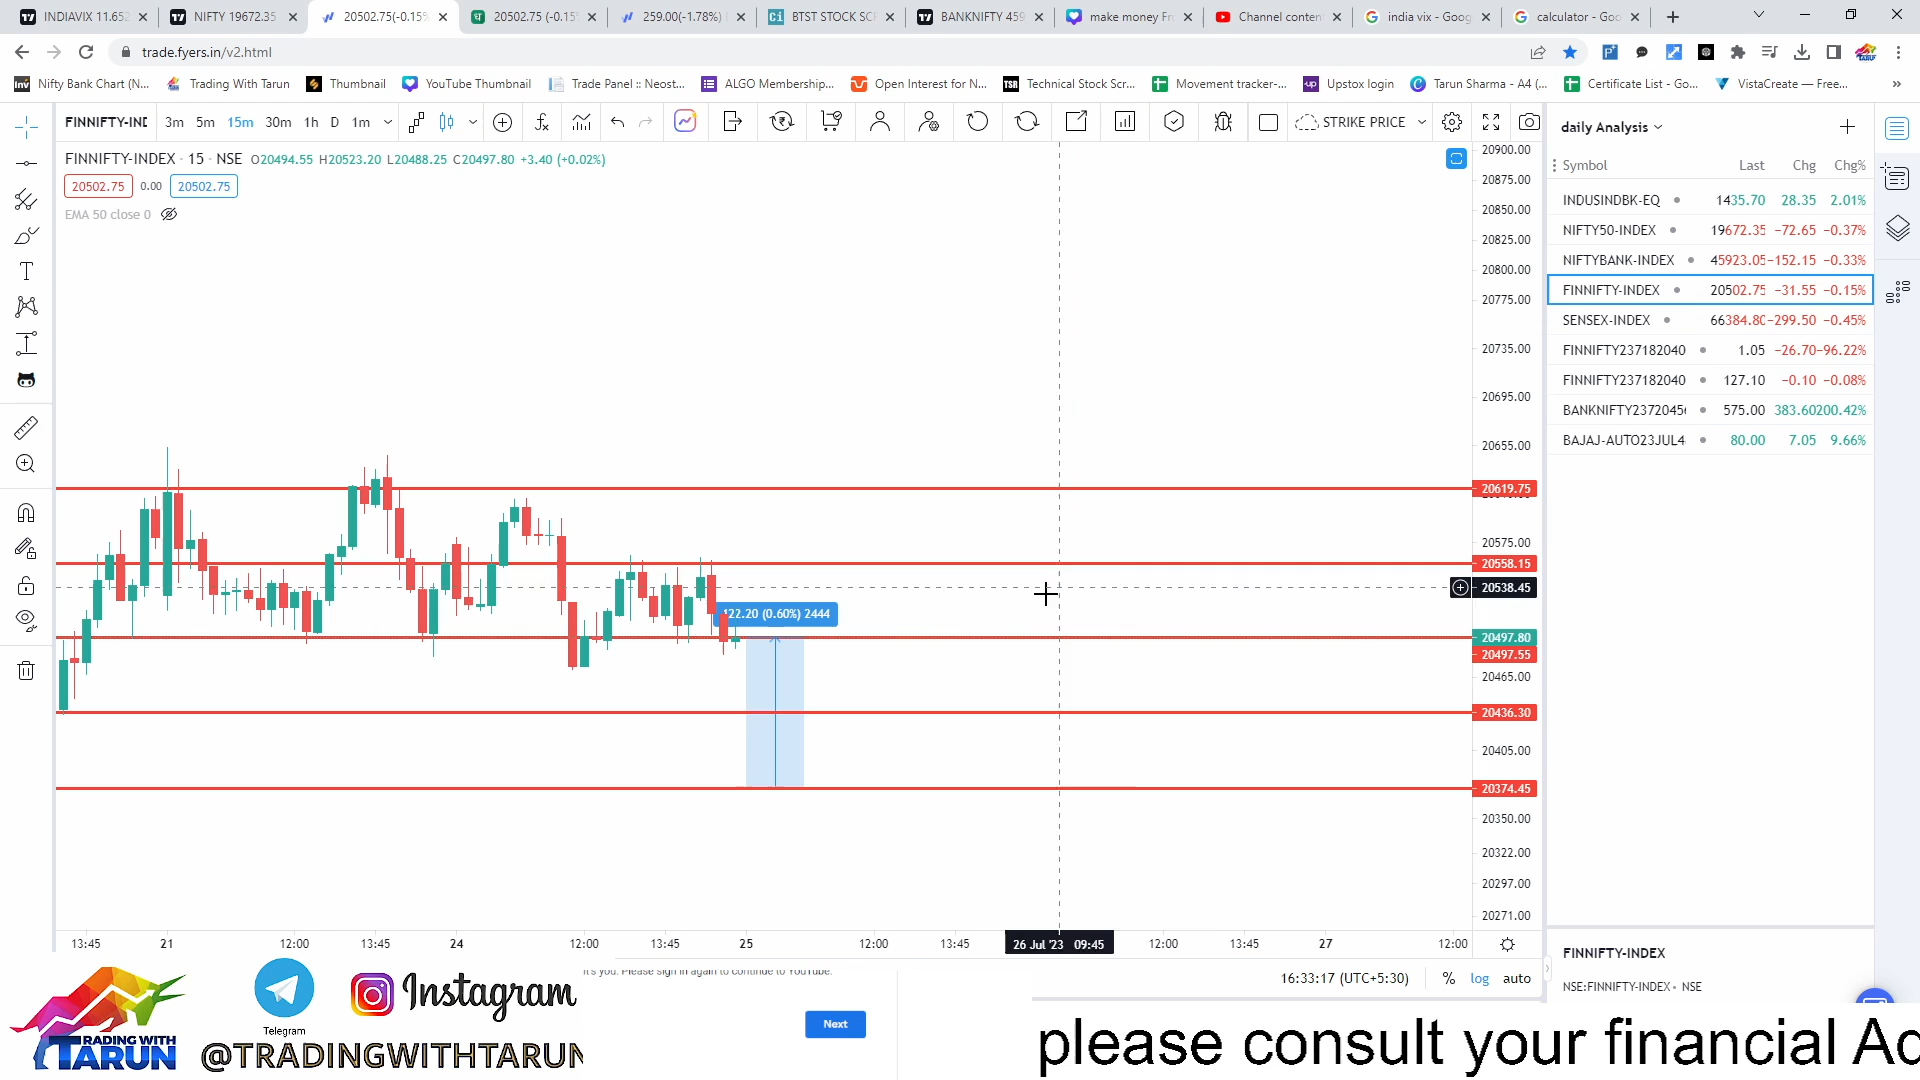 INDIAVIX 11.652
NIFTY 19672.35
20502.75(-0.15%
20502.75 (-0.15%
259.00(-1.78%)
BTST STOCK SCR
BANKNIFTY 459
make money Fr
Channel content
india vix - Goog
calculator - Goo
trade.fyers.in/v2.html
Nifty Bank Chart (N...
Trading With Tarun
Thumbnail
YouTube Thumbnail
Trade Panel :: Neost...
ALGO Membership...
Open Interest for N...
Technical Stock Scr...
Movement tracker-...
Upstox login
Tarun Sharma - A4 (...
Certificate List - Go...
VistaCreate — Free...
FINNIFTY-IND
3m 5m 15m 30m 1h D 1m
STRIKE PRICE
FINNIFTY-INDEX · 15 · NSE O20494.55 H20523.20 L20488.25 C20497.80 +3.40 (+0.02%)
20502.75 0.00 20502.75
EMA 50 close 0
122.20 (0.60%) 2444
20900.00
20875.00
20850.00
20825.00
20800.00
20775.00
20735.00
20695.00
20655.00
20619.75
20575.00
20558.15
20538.45
20497.80
20497.55
20465.00
20436.30
20405.00
20374.45
20350.00
20322.00
20297.00
20271.00
13:45 21 12:00 13:45 24 12:00 13:45 25 12:00 13:45 26 Jul '23 09:45 12:00 13:45 27 12:00
16:33:17 (UTC+5:30) % log auto
daily Analysis
Symbol Last Chg Chg%
INDUSINDBK-EQ 1435.70 28.35 2.01%
NIFTY50-INDEX 19672.35 −72.65 −0.37%
NIFTYBANK-INDEX 45923.05 −152.15 −0.33%
FINNIFTY-INDEX 20502.75 −31.55 −0.15%
SENSEX-INDEX 66384.80 −299.50 −0.45%
FINNIFTY237182040 1.05 −26.70 −96.22%
FINNIFTY237182040 127.10 −0.10 −0.08%
BANKNIFTY2372045 575.00 383.60 200.42%
BAJAJ-AUTO23JUL4 80.00 7.05 9.66%
FINNIFTY-INDEX
NSE:FINNIFTY-INDEX • NSE
it's you. Please sign in again to continue to YouTube.
Next
TRADING WITH
TARUN
Telegram
Instagram
@TRADINGWITHTARUN
please consult your financial Ad